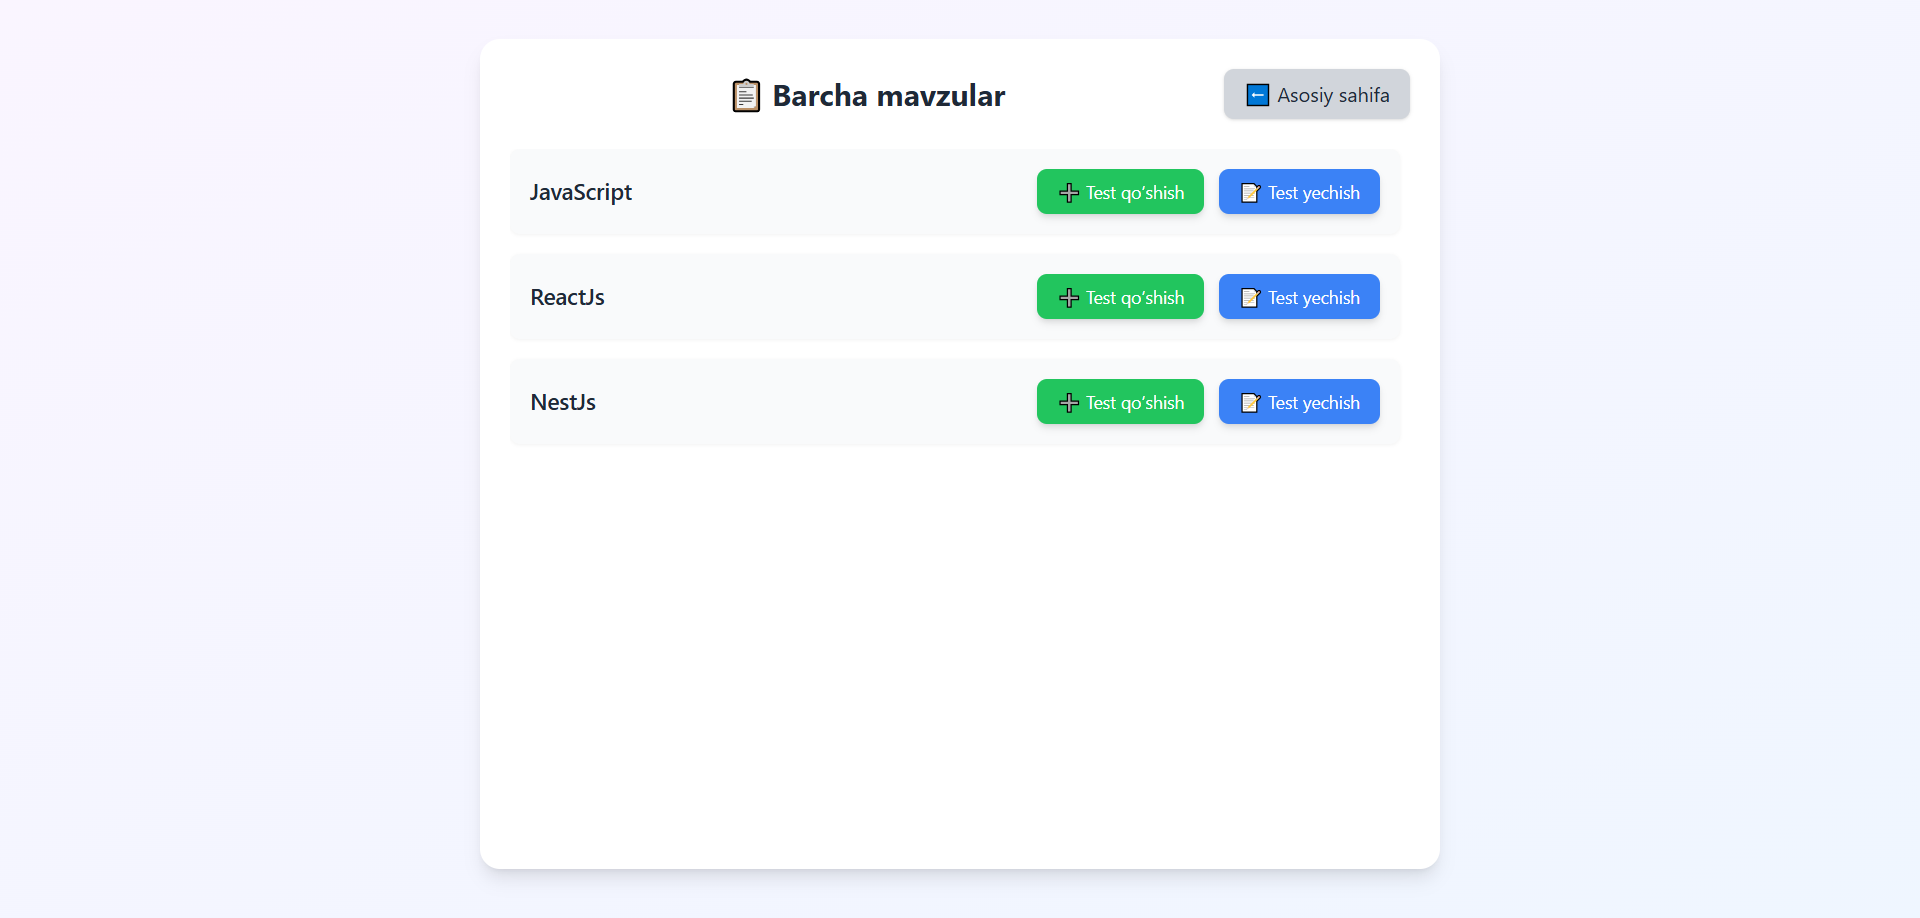 📋 Barcha mavzular
⬅️ Asosiy sahifa
JavaScript
➕ Test qo‘shish
📝 Test yechish
ReactJs
➕ Test qo‘shish
📝 Test yechish
NestJs
➕ Test qo‘shish
📝 Test yechish